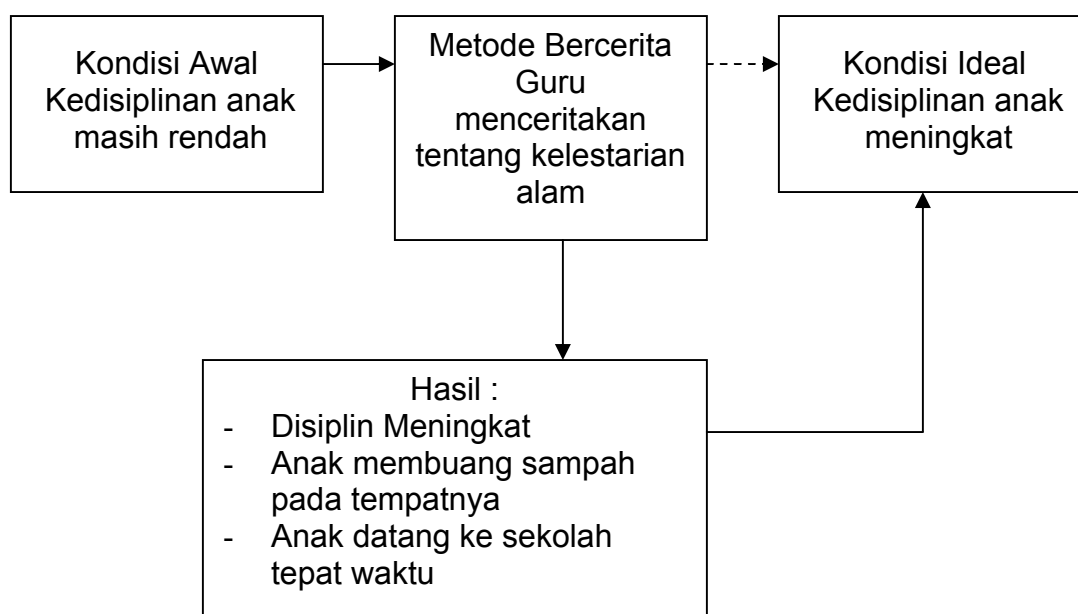 Kondisi Awal
Kedisiplinan anak
masih rendah
Metode Bercerita
Guru
menceritakan
tentang kelestarian
alam
Kondisi Ideal
Kedisiplinan anak
meningkat
Hasil :
- Disiplin Meningkat
- Anak membuang sampah
pada tempatnya
- Anak datang ke sekolah
tepat waktu